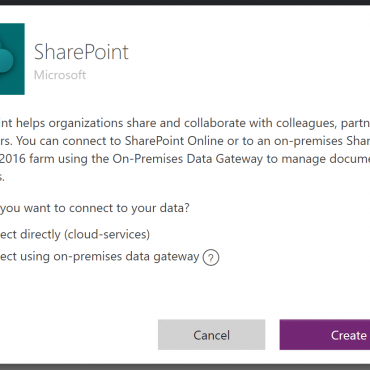 SharePoint
Microsoft
nt helps organizations share and collaborate with colleagues, partn
rs. You can connect to SharePoint Online or to an on-premises Shar
2016 farm using the On-Premises Data Gateway to manage docume
s.
you want to connect to your data?
ect directly (cloud-services)
ect using on-premises data gateway ?
Cancel
Create